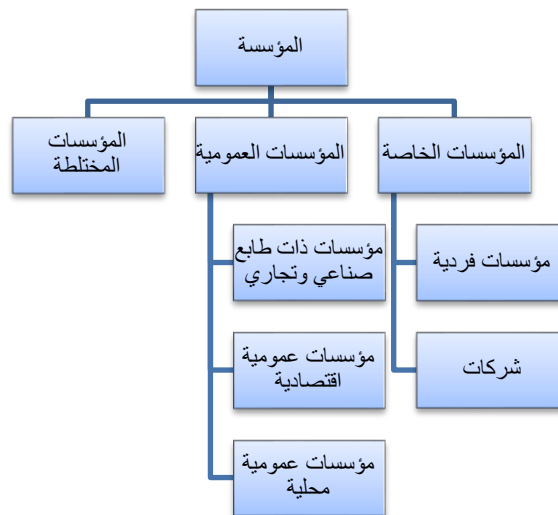 المؤسسة
المؤسسات الخاصة
المؤسسات العمومية
المؤسسات
المختلطة
مؤسسات فردية
شركات
مؤسسات ذات طابع
صناعي وتجاري
مؤسسات عمومية
اقتصادية
مؤسسات عمومية
محلية